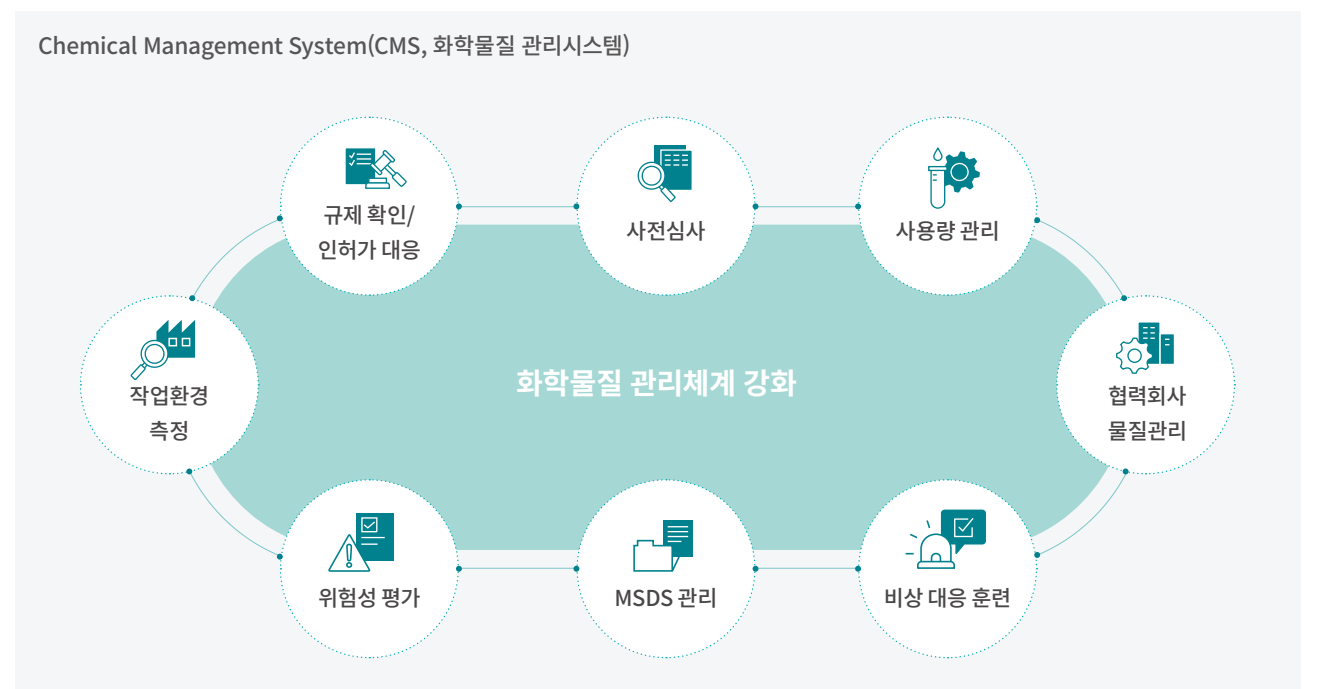 Chemical Management System(CMS, 화학물질 관리시스템)
규제 확인/
인허가 대응
사전심사
사용량 관리
작업환경
측정
화학물질 관리체계 강화
협력회사
물질관리
위험성 평가
MSDS 관리
비상 대응 훈련